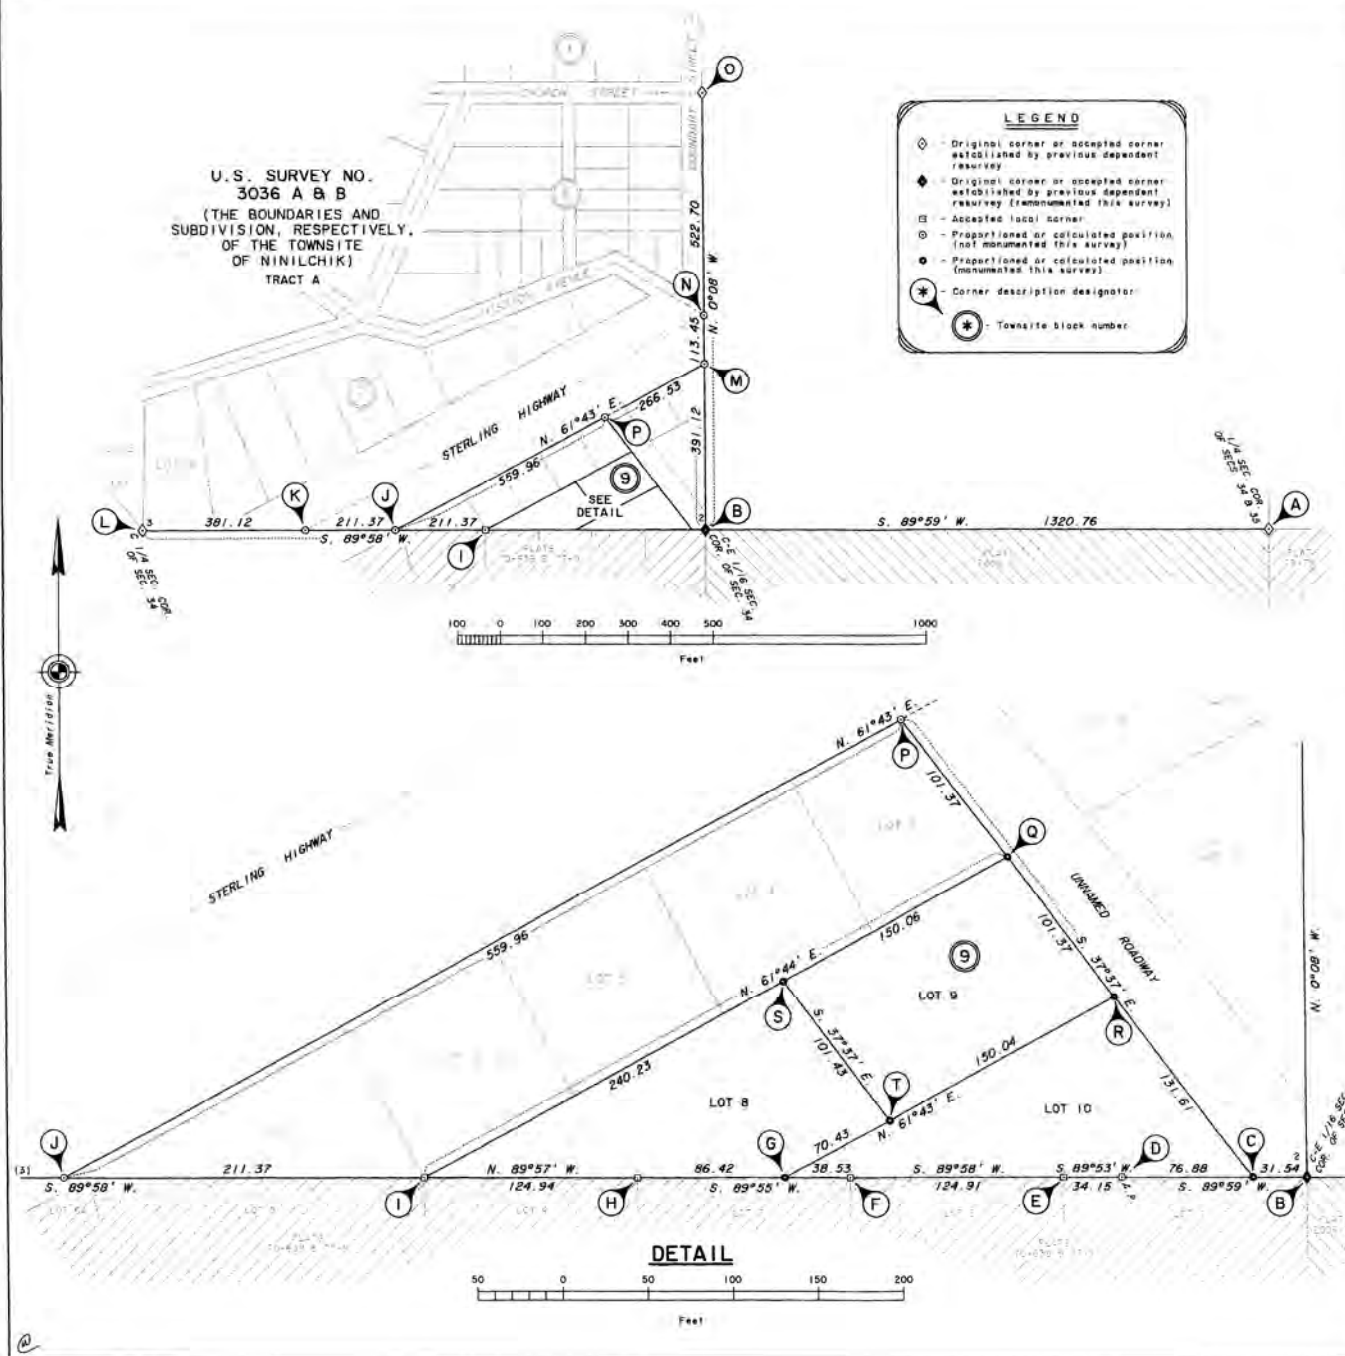 CHURCH STREET
BOUNDARY STREET
O
U.S. SURVEY NO.
3036 A & B
(THE BOUNDARIES AND
SUBDIVISION, RESPECTIVELY,
OF THE TOWNSITE
OF NINILCHIK)
TRACT A
LEGEND
- Original corner or accepted corner
established by previous dependent
resurvey
- Original corner or accepted corner
established by previous dependent
resurvey (remonumented this survey)
- Accepted local corner
- Proportioned or calculated position
(not monumented this survey)
- Proportioned or calculated position
(monumented this survey)
* - Corner description designator
* - Townsite block number
522.70
N. 0°08' W.
N
113.45
M
391.12
STERLING HIGHWAY
N. 61°43' E.
266.53
P
559.96
9
SEE
DETAIL
L
3
381.12
K
211.37
J
211.37
S. 89°58' W.
I
2
B
S. 89°59' W.
1320.76
A
1/4 SEC. COR.
OF SECS. 34 & 35
2
1/4 SEC. COR.
OF SEC. 34
C-E 1/16 SEC.
COR. OF SEC. 34
100 0 100 200 300 400 500 1000
Feet
True Meridian
STERLING HIGHWAY
N. 61°43' E.
P
101.37
Q
UNNAMED ROADWAY
559.96
150.06
101.37
S. 37°37' E.
N. 61°44' E.
9
LOT 9
S
R
N. 0°08' W.
240.23
S. 37°37' E.
101.43
150.04
T
LOT 8
N. 61°43' E.
LOT 10
131.61
70.43
J
G
D
C
C-E 1/16 SEC.
(3)
211.37
N. 89°57' W.
86.42
38.53
S. 89°58' W.
S. 89°53' W.
76.88
31.54
2
S. 89°58' W.
124.94
S. 89°55' W.
124.91
34.15
A.P.
S. 89°59' W.
I
H
F
E
B
DETAIL
50 0 50 100 150 200
Feet